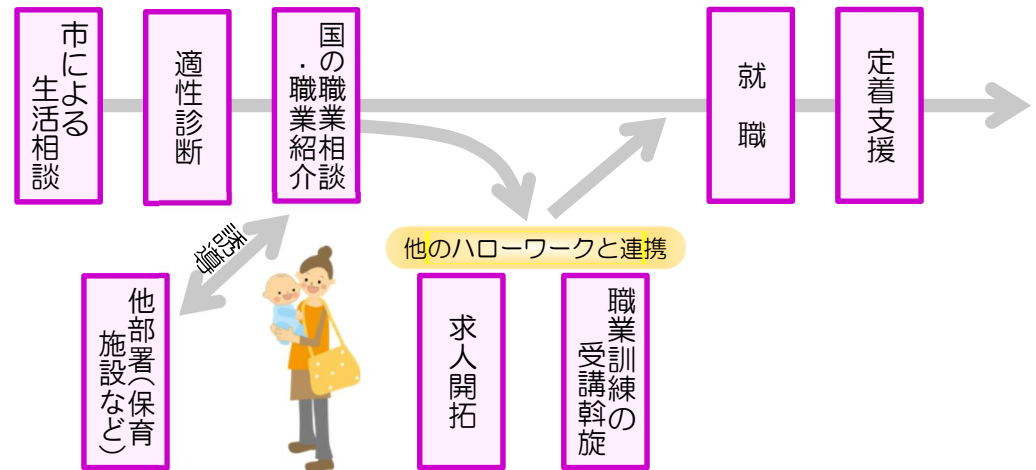 市による
生活相談
適性診断
国の職業相談
・職業紹介
就職
定着支援
誘導
他のハローワークと連携
他部署(保育
施設など)
求人開拓
職業訓練の
受講斡旋